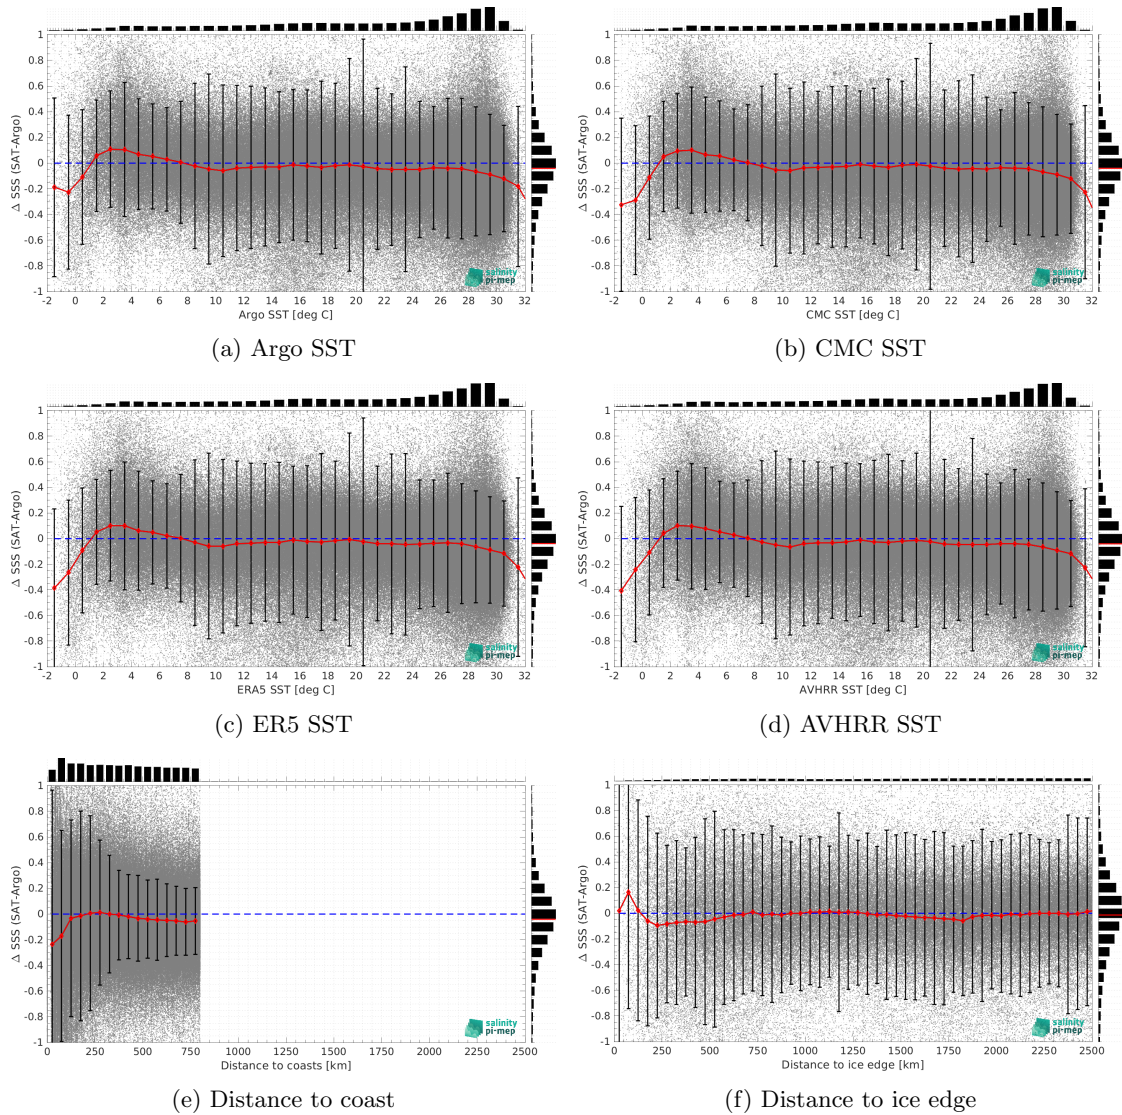 1
0.8
0.6
0.4
0.2
0
-0.2
-0.4
-0.6
-0.8
-1
Δ SSS (SAT-Argo)
-2 0 2 4 6 8 10 12 14 16 18 20 22 24 26 28 30 32
Argo SST [deg C]
salinity
pi-mep
(a) Argo SST
1
0.8
0.6
0.4
0.2
0
-0.2
-0.4
-0.6
-0.8
-1
Δ SSS (SAT-Argo)
-2 0 2 4 6 8 10 12 14 16 18 20 22 24 26 28 30 32
CMC SST [deg C]
salinity
pi-mep
(b) CMC SST
1
0.8
0.6
0.4
0.2
0
-0.2
-0.4
-0.6
-0.8
-1
Δ SSS (SAT-Argo)
-2 0 2 4 6 8 10 12 14 16 18 20 22 24 26 28 30 32
ERA5 SST [deg C]
salinity
pi-mep
(c) ER5 SST
1
0.8
0.6
0.4
0.2
0
-0.2
-0.4
-0.6
-0.8
-1
Δ SSS (SAT-Argo)
-2 0 2 4 6 8 10 12 14 16 18 20 22 24 26 28 30 32
AVHRR SST [deg C]
salinity
pi-mep
(d) AVHRR SST
1
0.8
0.6
0.4
0.2
0
-0.2
-0.4
-0.6
-0.8
-1
Δ SSS (SAT-Argo)
0 250 500 750 1000 1250 1500 1750 2000 2250 2500
Distance to coasts [km]
salinity
pi-mep
(e) Distance to coast
1
0.8
0.6
0.4
0.2
0
-0.2
-0.4
-0.6
-0.8
-1
Δ SSS (SAT-Argo)
0 250 500 750 1000 1250 1500 1750 2000 2250 2500
Distance to ice edge [km]
salinity
pi-mep
(f) Distance to ice edge